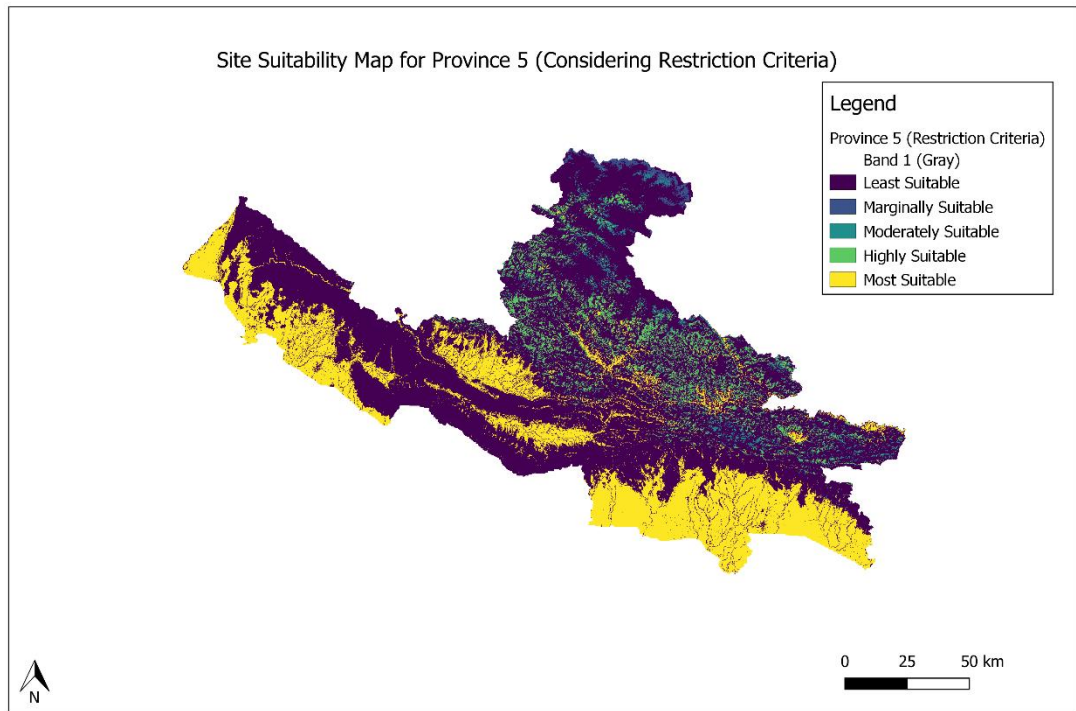 Site Suitability Map for Province 5 (Considering Restriction Criteria)
Legend
Province 5 (Restriction Criteria)
Band 1 (Gray)
Least Suitable
Marginally Suitable
Moderately Suitable
Highly Suitable
Most Suitable
N
0 25 50 km